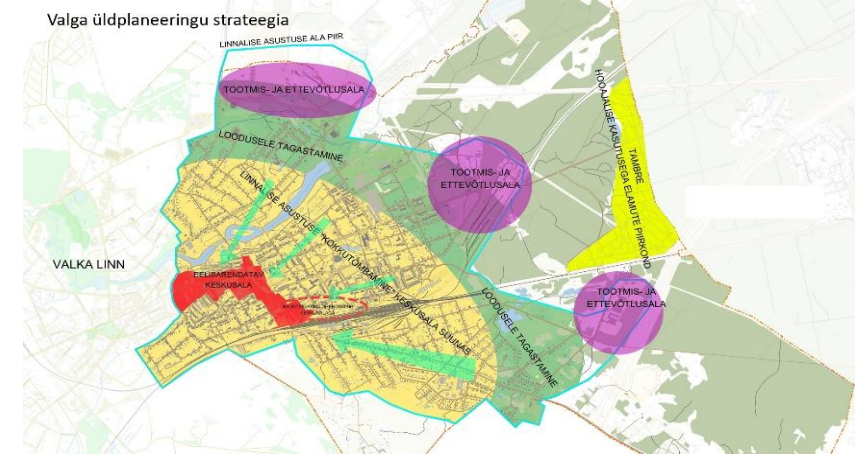 Valga üldplaneeringu strateegia
LINNALISE ASUSTUSE ALA PIIR
TOOTMIS- JA ETTEVÕTLUSALA
LOODUSELE TAGASTAMINE
LINNALISE ASUSTUSE "KOKKUTÕMBAMINE" KESKUSALA SUUNAS
TOOTMIS- JA
ETTEVÕTLUSALA
TAMBRE
HOOAJALISE KASUTUSEGA ELAMUTE PIIRKOND
VALKA LINN
EELISARENDATAV
KESKUSALA
TOOTMIS- JA
ETTEVÕTLUSALA
LOODUSELE TAGASTAMINE